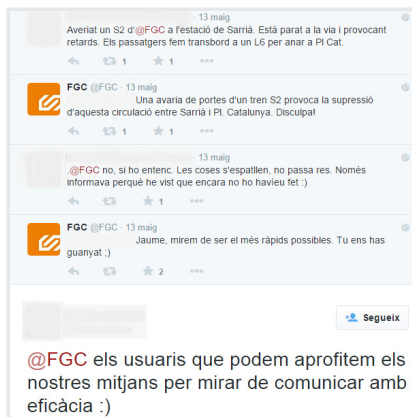 · 13 maig
Averiat un S2 d'@FGC a l'estació de Sarrià. Està parat a la via i provocant
retards. Els passatgers fem transbord a un L6 per anar a Pl Cat.
1 1
FGC @FGC · 13 maig
Una avaria de portes d'un tren S2 provoca la supressió
d'aquesta circulació entre Sarrià i Pl. Catalunya. Disculpa!
1 1
· 13 maig
.@FGC no, si ho entenc. Les coses s'espatllen, no passa res. Només
informava perquè he vist que encara no ho havíeu fet :)
FGC @FGC · 13 maig
Jaume, mirem de ser el més ràpids possibles. Tu ens has
guanyat ;)
2
Segueix
@FGC els usuaris que podem aprofitem els
nostres mitjans per mirar de comunicar amb
eficàcia :)